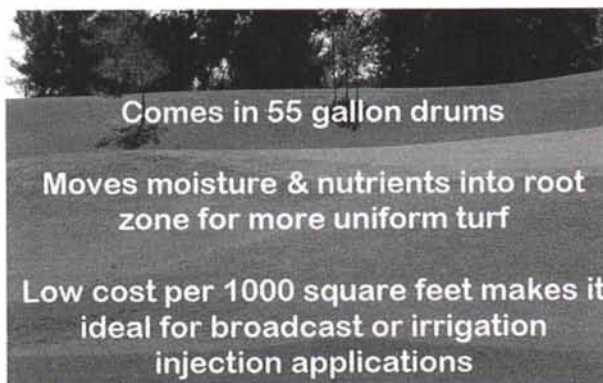 Comes in 55 gallon drums
Moves moisture & nutrients into root
zone for more uniform turf
Low cost per 1000 square feet makes it
ideal for broadcast or irrigation
injection applications